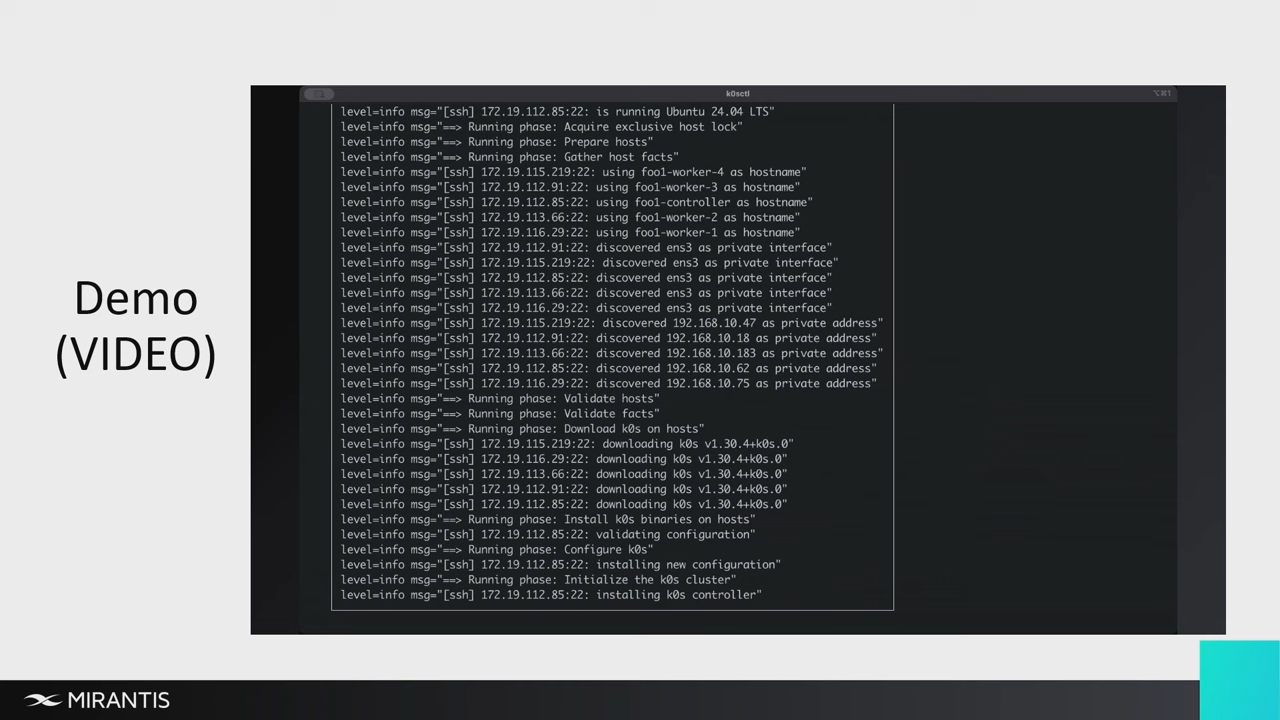 k0sctl
⌥⌘1
level=info msg="[ssh] 172.19.112.85:22: is running Ubuntu 24.04 LTS"
level=info msg="==> Running phase: Acquire exclusive host lock"
level=info msg="==> Running phase: Prepare hosts"
level=info msg="==> Running phase: Gather host facts"
level=info msg="[ssh] 172.19.115.219:22: using foo1-worker-4 as hostname"
level=info msg="[ssh] 172.19.112.91:22: using foo1-worker-3 as hostname"
level=info msg="[ssh] 172.19.112.85:22: using foo1-controller as hostname"
level=info msg="[ssh] 172.19.113.66:22: using foo1-worker-2 as hostname"
level=info msg="[ssh] 172.19.116.29:22: using foo1-worker-1 as hostname"
level=info msg="[ssh] 172.19.112.91:22: discovered ens3 as private interface"
level=info msg="[ssh] 172.19.115.219:22: discovered ens3 as private interface"
level=info msg="[ssh] 172.19.112.85:22: discovered ens3 as private interface"
level=info msg="[ssh] 172.19.113.66:22: discovered ens3 as private interface"
level=info msg="[ssh] 172.19.116.29:22: discovered ens3 as private interface"
level=info msg="[ssh] 172.19.115.219:22: discovered 192.168.10.47 as private address"
level=info msg="[ssh] 172.19.112.91:22: discovered 192.168.10.18 as private address"
level=info msg="[ssh] 172.19.113.66:22: discovered 192.168.10.183 as private address"
level=info msg="[ssh] 172.19.112.85:22: discovered 192.168.10.62 as private address"
level=info msg="[ssh] 172.19.116.29:22: discovered 192.168.10.75 as private address"
level=info msg="==> Running phase: Validate hosts"
level=info msg="==> Running phase: Validate facts"
level=info msg="==> Running phase: Download k0s on hosts"
level=info msg="[ssh] 172.19.115.219:22: downloading k0s v1.30.4+k0s.0"
level=info msg="[ssh] 172.19.116.29:22: downloading k0s v1.30.4+k0s.0"
level=info msg="[ssh] 172.19.113.66:22: downloading k0s v1.30.4+k0s.0"
level=info msg="[ssh] 172.19.112.91:22: downloading k0s v1.30.4+k0s.0"
level=info msg="[ssh] 172.19.112.85:22: downloading k0s v1.30.4+k0s.0"
level=info msg="==> Running phase: Install k0s binaries on hosts"
level=info msg="[ssh] 172.19.112.85:22: validating configuration"
level=info msg="==> Running phase: Configure k0s"
level=info msg="[ssh] 172.19.112.85:22: installing new configuration"
level=info msg="==> Running phase: Initialize the k0s cluster"
level=info msg="[ssh] 172.19.112.85:22: installing k0s controller"
Demo
(VIDEO)
MIRANTIS